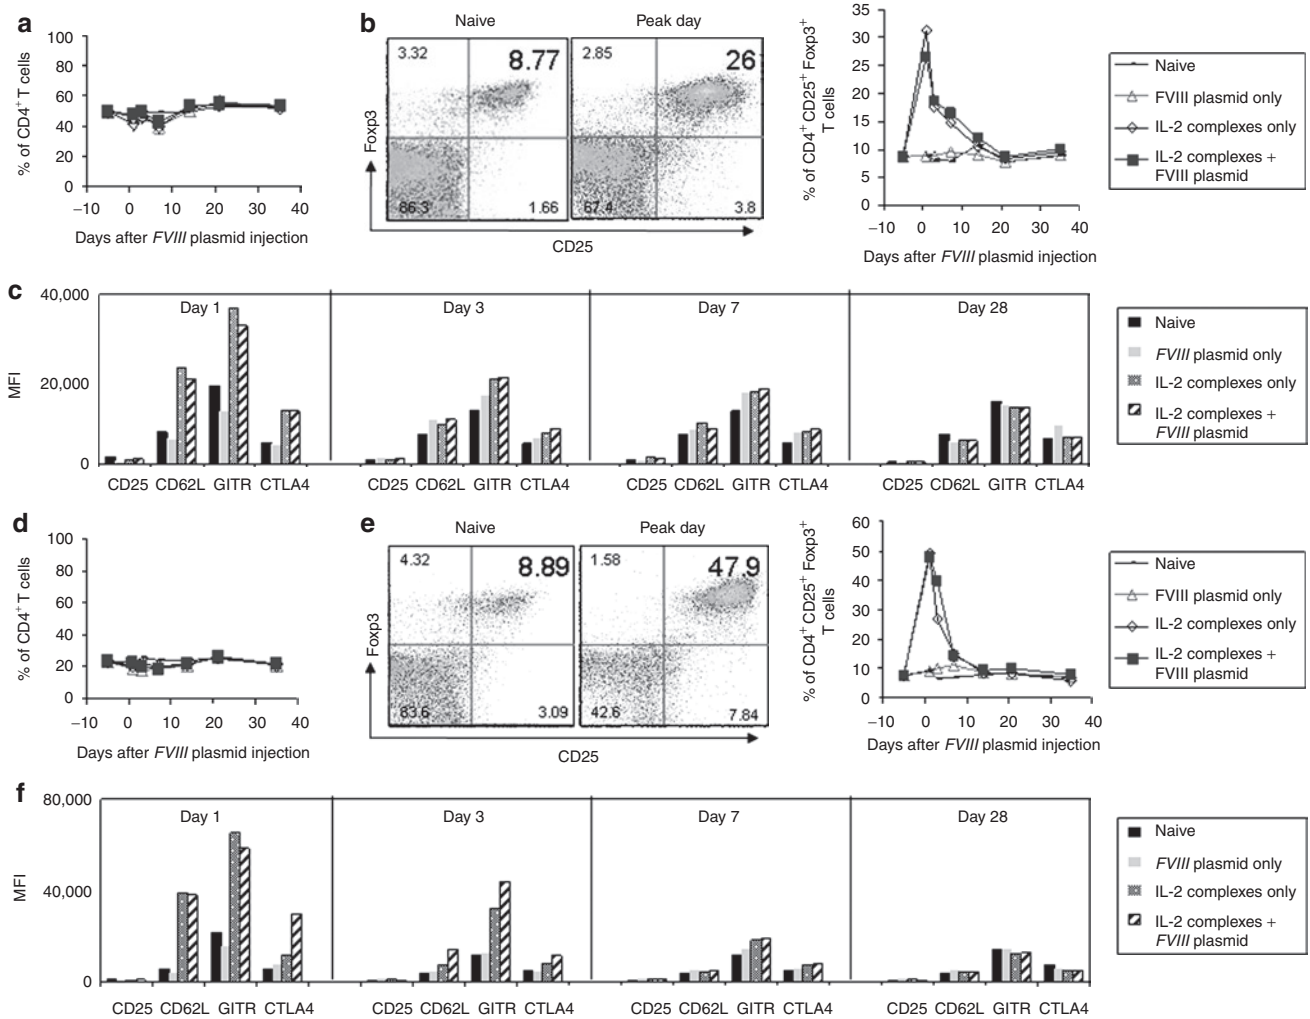 a
% of CD4+ T cells
100
80
60
40
20
0
−10 0 10 20 30 40
Days after FVIII plasmid injection
b
Naive
Peak day
3.32
8.77
86.3
1.66
2.85
26
67.4
3.8
Foxp3
CD25
% of CD4+ CD25+ Foxp3+
T cells
35
30
25
20
15
10
5
0
−10 0 10 20 30 40
Days after FVIII plasmid injection
Naive
FVIII plasmid only
IL-2 complexes only
IL-2 complexes +
FVIII plasmid
c
MFI
40,000
20,000
0
Day 1
Day 3
Day 7
Day 28
CD25 CD62L GITR CTLA4
CD25 CD62L GITR CTLA4
CD25 CD62L GITR CTLA4
CD25 CD62L GITR CTLA4
Naive
FVIII plasmid only
IL-2 complexes only
IL-2 complexes +
FVIII plasmid
d
% of CD4+ T cells
100
80
60
40
20
0
−10 0 10 20 30 40
Days after FVIII plasmid injection
e
Naive
Peak day
4.32
8.89
83.6
3.09
1.58
47.9
42.6
7.84
Foxp3
CD25
% of CD4+ CD25+ Foxp3+
T cells
60
50
40
30
20
10
0
−10 0 10 20 30 40
Days after FVIII plasmid injection
Naive
FVIII plasmid only
IL-2 complexes only
IL-2 complexes +
FVIII plasmid
f
MFI
80,000
40,000
0
Day 1
Day 3
Day 7
Day 28
CD25 CD62L GITR CTLA4
CD25 CD62L GITR CTLA4
CD25 CD62L GITR CTLA4
CD25 CD62L GITR CTLA4
Naive
FVIII plasmid only
IL-2 complexes only
IL-2 complexes +
FVIII plasmid